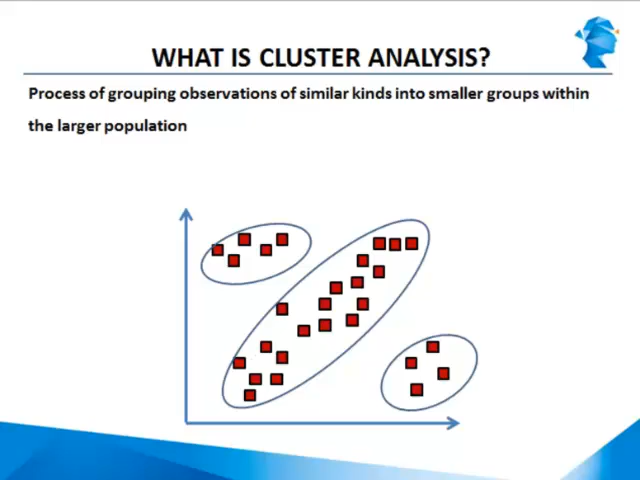 WHAT IS CLUSTER ANALYSIS?
Process of grouping observations of similar kinds into smaller groups within
the larger population